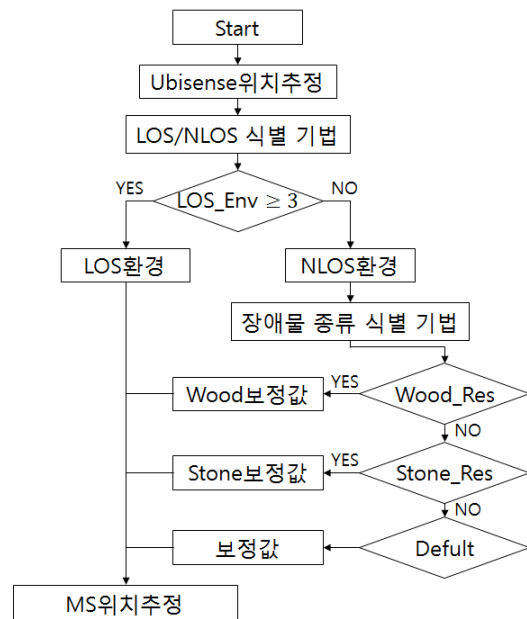 Start
Ubisense위치추정
LOS/NLOS 식별 기법
YES
LOS_Env ≥ 3
NO
LOS환경
NLOS환경
장애물 종류 식별 기법
Wood보정값
YES
Wood_Res
NO
Stone보정값
YES
Stone_Res
NO
보정값
Defult
MS위치추정